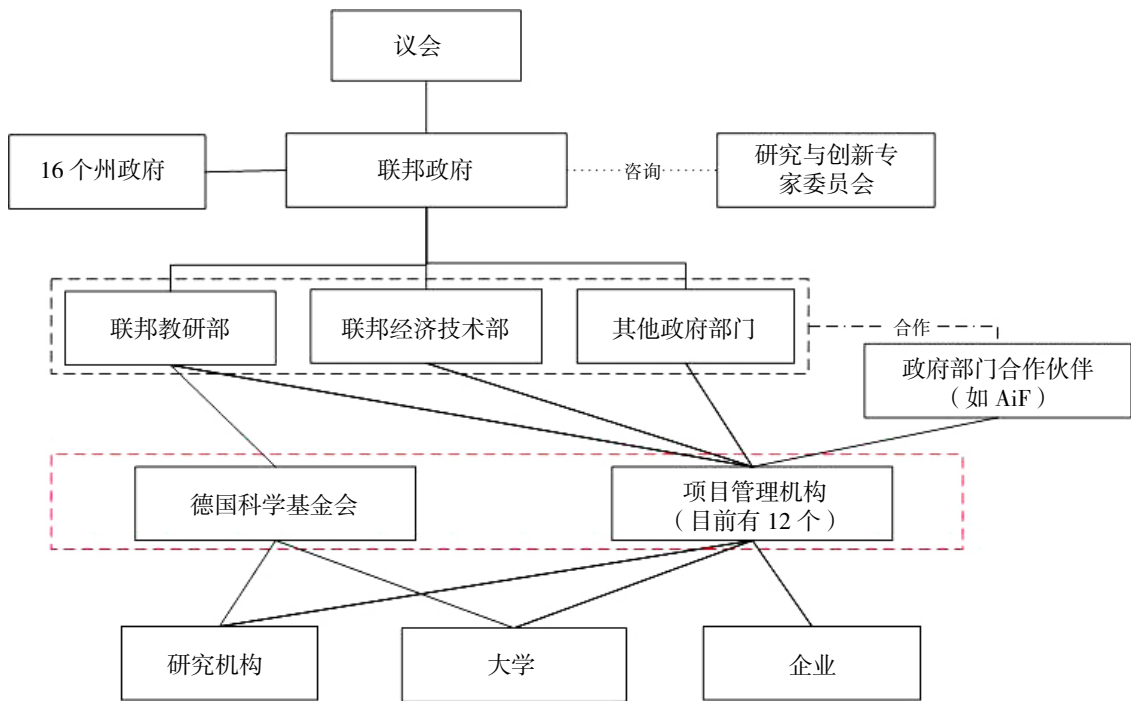 议会
16 个州政府
联邦政府
咨询
研究与创新专
家委员会
联邦教研部
联邦经济技术部
其他政府部门
合作
政府部门合作伙伴
（如 AiF）
德国科学基金会
项目管理机构
（目前有 12 个）
研究机构
大学
企业